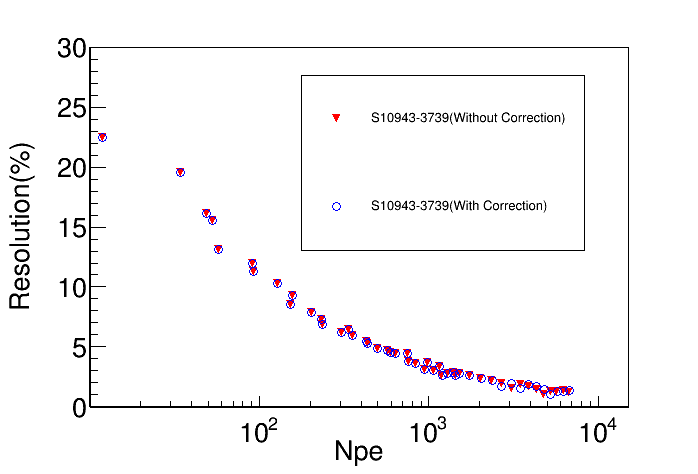 30
25
20
15
10
5
0
Resolution(%)
S10943-3739(Without Correction)
S10943-3739(With Correction)
10² 10³ 10⁴
Npe